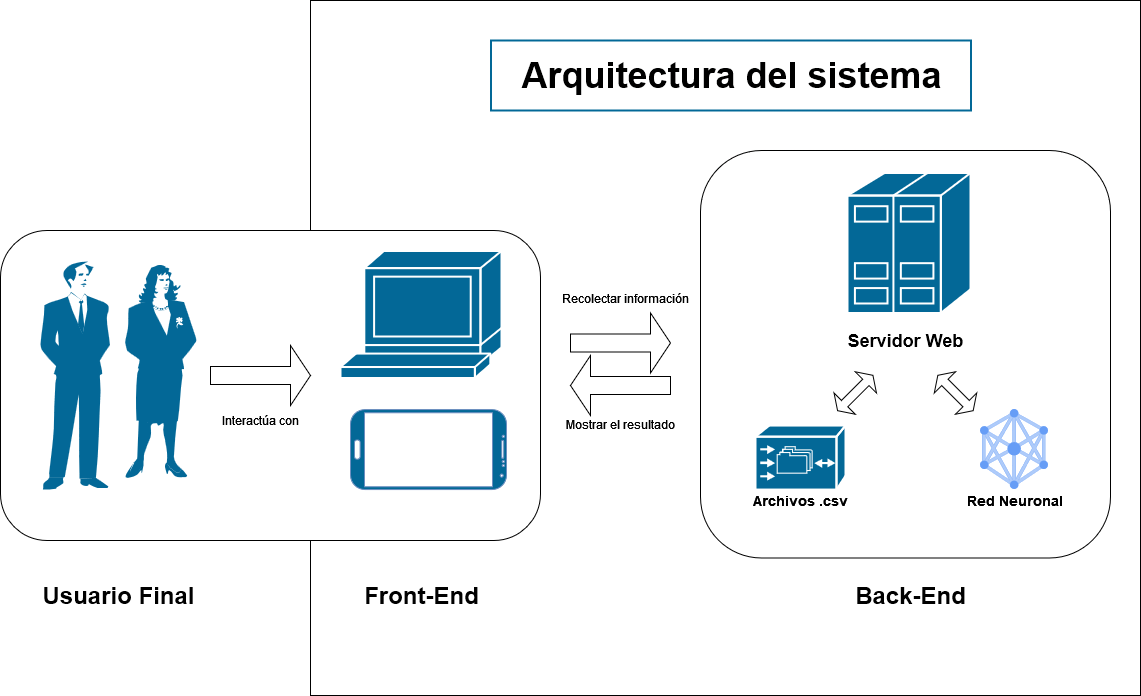 Arquitectura del sistema
Recolectar información
Servidor Web
Interactúa con
Mostrar el resultado
Archivos .csv
Red Neuronal
Usuario Final
Front-End
Back-End